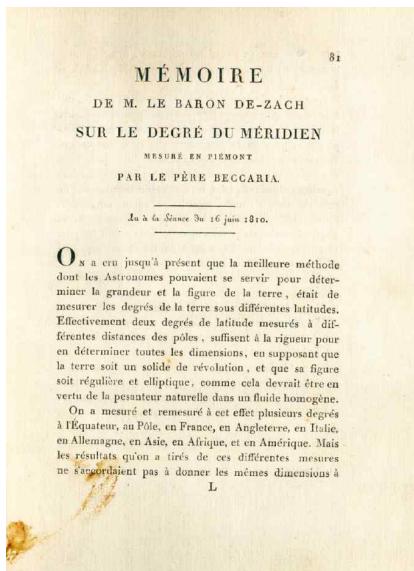 81
MÉMOIRE
DE M. LE BARON DE-ZACH
SUR LE DEGRÉ DU MÉRIDIEN
MESURÉ EN PIÉMONT
PAR LE PÈRE BECCARIA.
Lu à la Séance du 16 juin 1810.
On a cru jusqu'à présent que la meilleure méthode
dont les Astronomes pouvaient se servir pour déter-
miner la grandeur et la figure de la terre, était de
mesurer les degrés de la terre sous différentes latitudes.
Effectivement deux degrés de latitude mesurés à dif-
férentes distances des pôles, suffisent à la rigueur pour
en déterminer toutes les dimensions, en supposant que
la terre soit un solide de révolution, et que sa figure
soit régulière et elliptique, comme cela devrait être en
vertu de la pesanteur naturelle dans un fluide homogène.
On a mesuré et remesuré à cet effet plusieurs degrés
à l'Équateur, au Pôle, en France, en Angleterre, en Italie,
en Allemagne, en Asie, en Afrique, et en Amérique. Mais
les résultats qu'on a tirés de ces différentes mesures
ne s'accordaient pas à donner les mêmes dimensions à
L